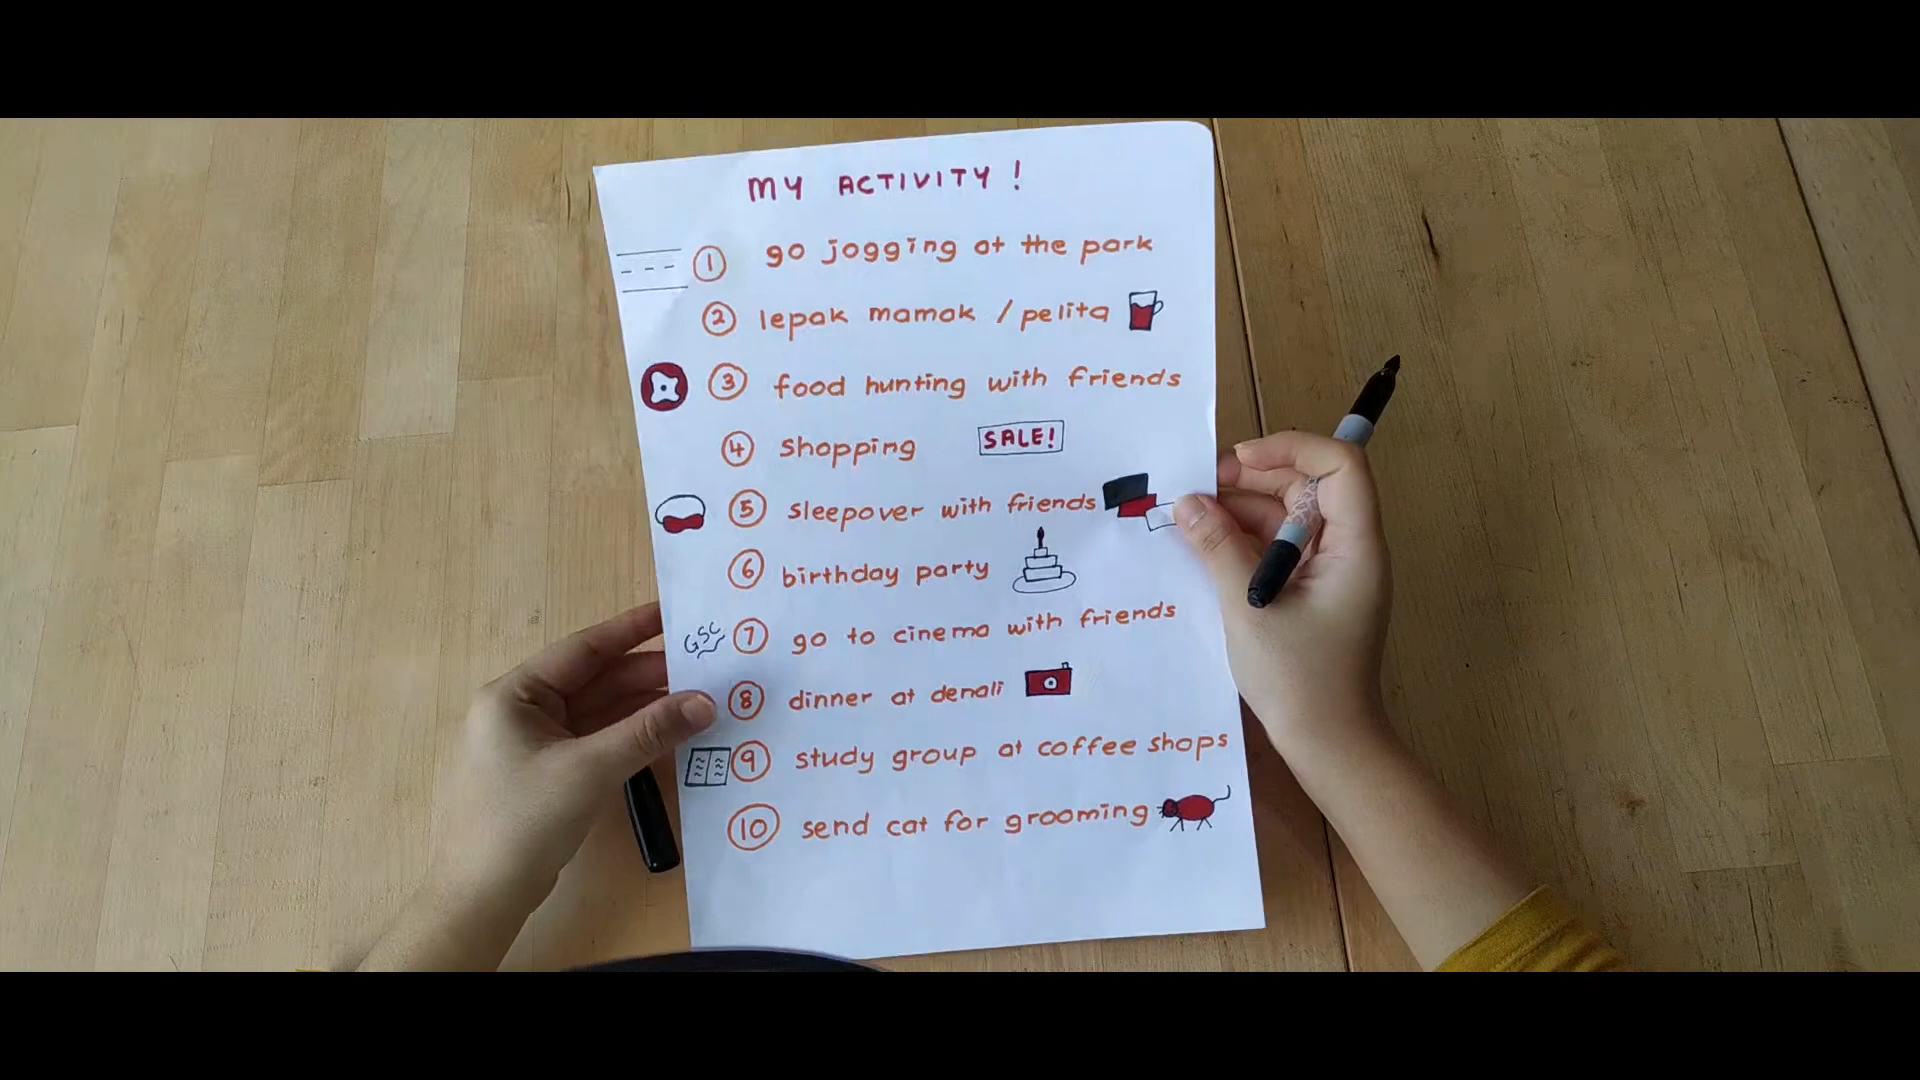 MY ACTIVITY!
1 go jogging at the park
2 lepak mamak / pelita
3 food hunting with friends
4 shopping SALE!
5 sleepover with friends
6 birthday party
GSC 7 go to cinema with friends
8 dinner at denali
9 study group at coffee shops
10 send cat for grooming